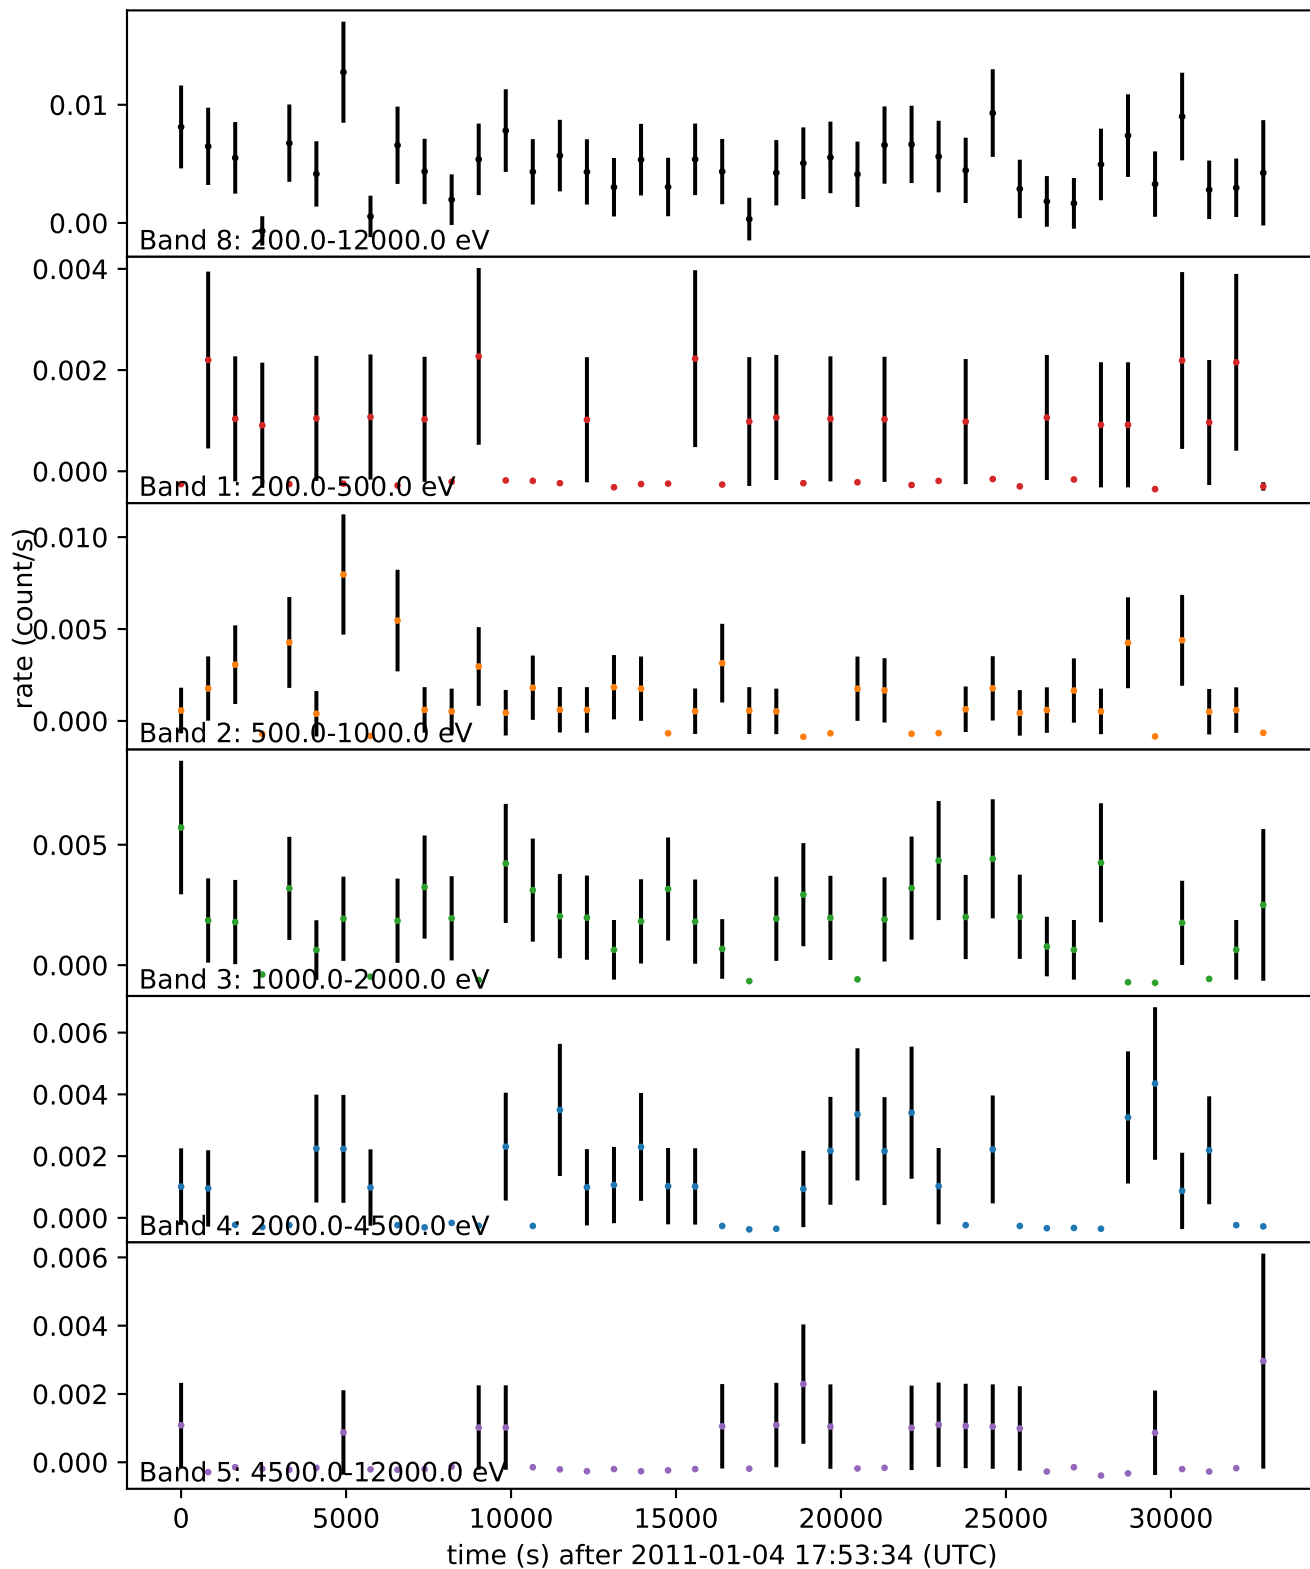 0.01
0.00
Band 8: 200.0-12000.0 eV
0.004
0.002
0.000
Band 1: 200.0-500.0 eV
0.010
0.005
0.000
Band 2: 500.0-1000.0 eV
rate (count/s)
0.005
0.000
Band 3: 1000.0-2000.0 eV
0.006
0.004
0.002
0.000
Band 4: 2000.0-4500.0 eV
0.006
0.004
0.002
0.000
Band 5: 4500.0-12000.0 eV
0 5000 10000 15000 20000 25000 30000
time (s) after 2011-01-04 17:53:34 (UTC)